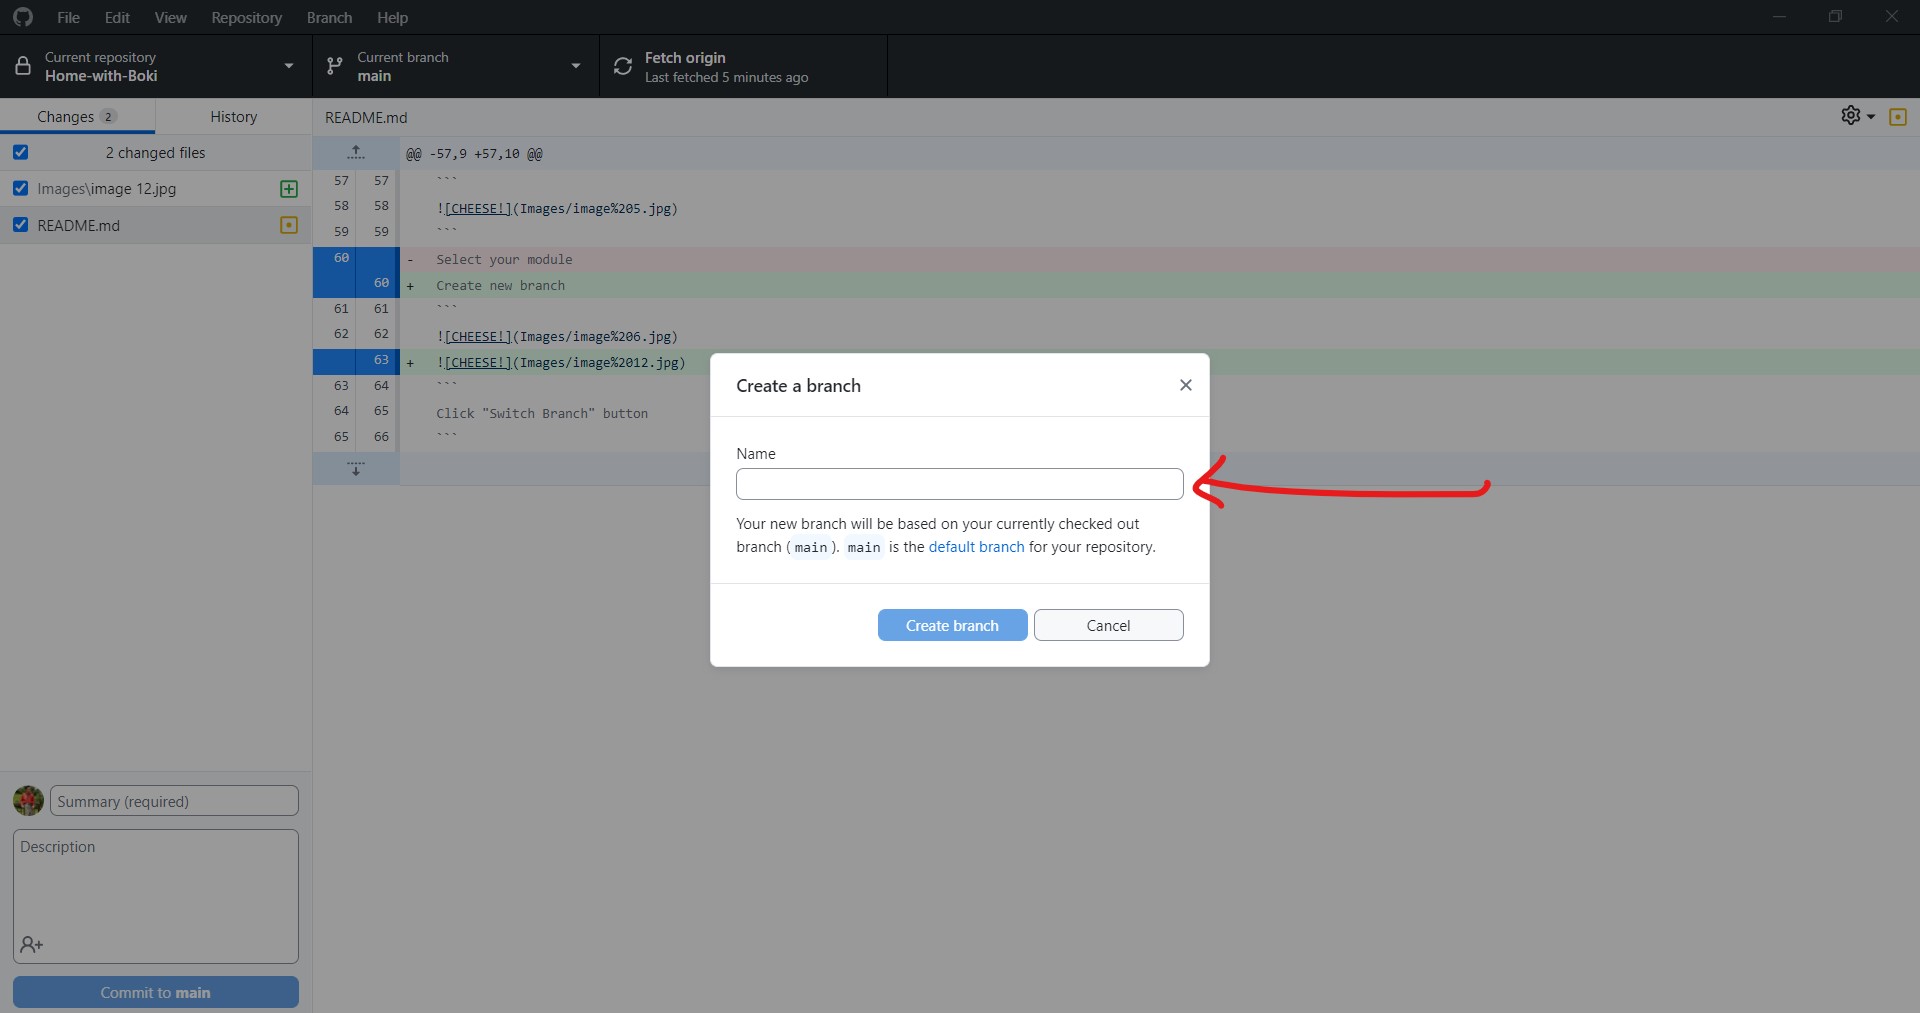 File Edit View Repository Branch Help
Current repository
Home-with-Boki
Current branch
main
Fetch origin
Last fetched 5 minutes ago
Changes 2
History
2 changed files
Images\image 12.jpg
README.md
README.md
@@ -57,9 +57,10 @@
57 57 ```
58 58 ![CHEESE!](Images/image%205.jpg)
59 59 ```
60 - Select your module
60 + Create new branch
61 61 ```
62 62 ![CHEESE!](Images/image%206.jpg)
63 + ![CHEESE!](Images/image%2012.jpg)
63 64 ```
64 65 Click "Switch Branch" button
65 66 ```
Create a branch
Name
Your new branch will be based on your currently checked out
branch (main). main is the default branch for your repository.
Create branch
Cancel
Summary (required)
Description
Commit to main